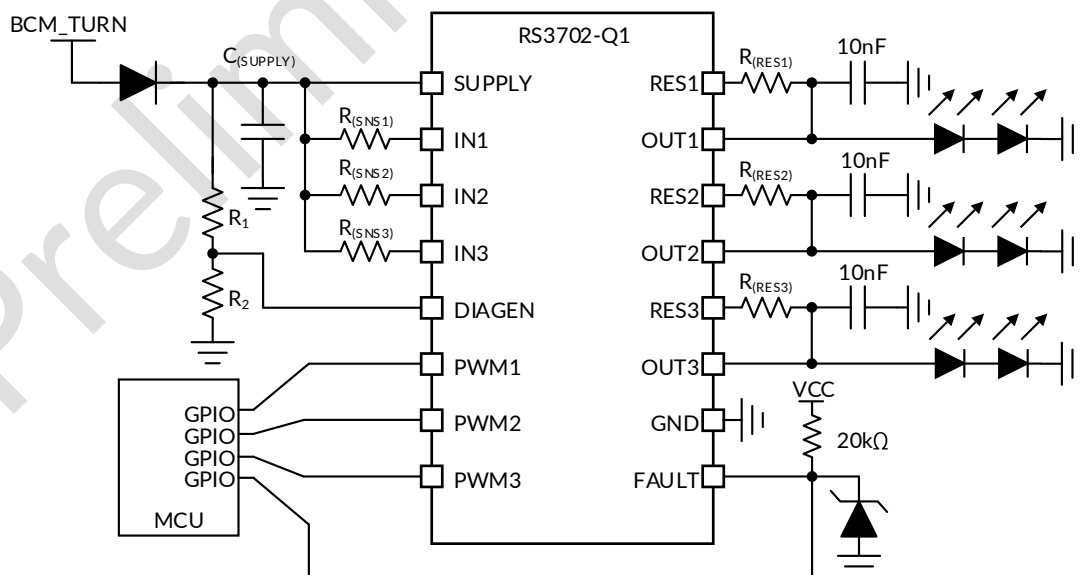 BCM_TURN
RS3702-Q1
C(SUPPLY)
SUPPLY
R(SNS1)
IN1
R(SNS2)
IN2
R(SNS3)
IN3
R1
R2
DIAGEN
PWM1
PWM2
PWM3
GPIO
GPIO
GPIO
GPIO
MCU
RES1
R(RES1)
10nF
OUT1
RES2
R(RES2)
10nF
OUT2
RES3
R(RES3)
10nF
OUT3
GND
VCC
20kΩ
FAULT
Prelim